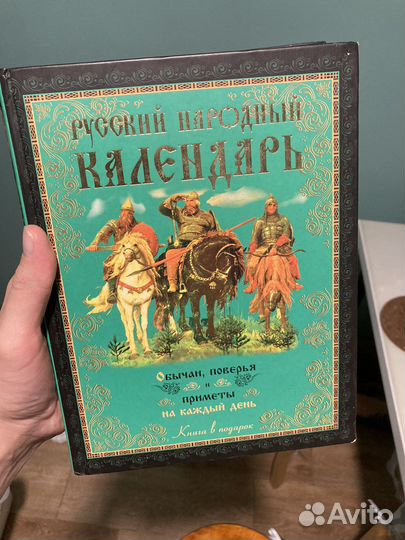 РУССКИЙ НАРОДНЫЙ
КАЛЕНДАРЬ
Обычаи, поверья
и
приметы
на каждый день
Книга в подарок
Avito